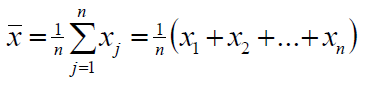 x̅ = 1/n ∑_{j=1}^{n} x_j = 1/n (x_1 + x_2 + ... + x_n)